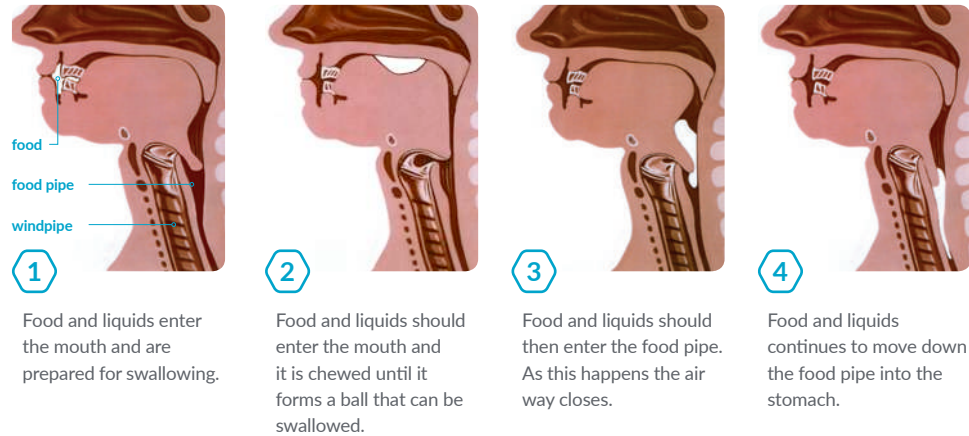 food
food pipe
windpipe
1
Food and liquids enter
the mouth and are
prepared for swallowing.
2
Food and liquids should
enter the mouth and
it is chewed until it
forms a ball that can be
swallowed.
3
Food and liquids should
then enter the food pipe.
As this happens the air
way closes.
4
Food and liquids
continues to move down
the food pipe into the
stomach.